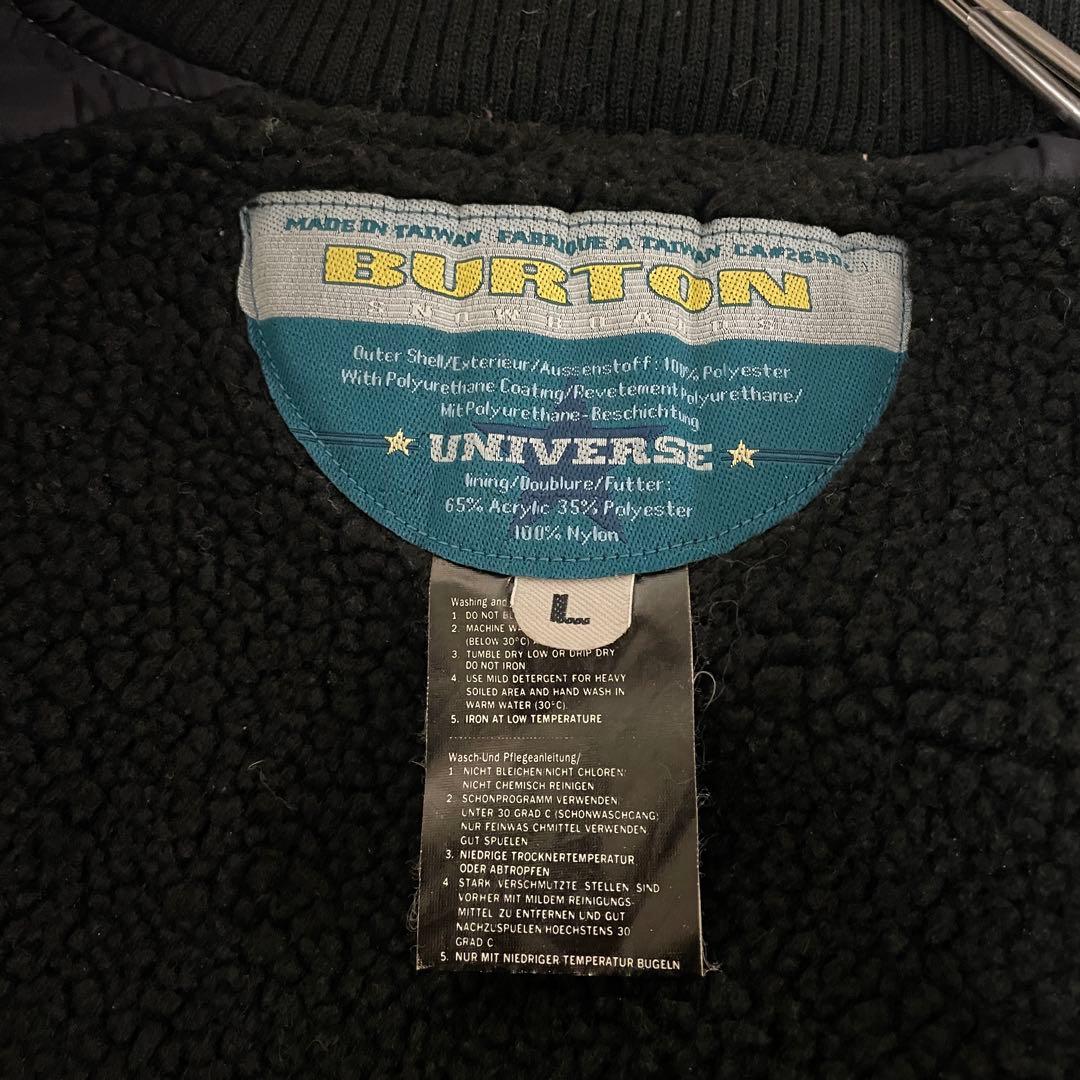 MADE IN TAIWAN FABRIQUE A TAIWAN CA#2690
BURTON
SNOWBOARDS
Outer Shell/Exterieur/Aussenstoff: 100% Polyester
With Polyurethane Coating/Revetement Polyurethane/
Mit Polyurethane-Beschichtung
UNIVERSE
lining/Doublure/Futter:
65% Acrylic 35% Polyester
100% Nylon
L
Washing and
1. DO NOT
2. MACHINE
(BELOW 30°C)
3. TUMBLE DRY LOW OR DRIP DRY
DO NOT IRON
4. USE MILD DETERGENT FOR HEAVY
SOILED AREA AND HAND WASH IN
WARM WATER (30°C)
5. IRON AT LOW TEMPERATURE
Wasch-Und Pflegeanleitung/
1 NICHT BLEICHEN/NICHT CHLOREN/
NICHT CHEMISCH REINIGEN
2 SCHONPROGRAMM VERWENDEN
UNTER 30 GRAD C (SCHONWASCHGANG)
NUR FEINWAS CHMITTEL VERWENDEN
GUT SPUELEN
3. NIEDRIGE TROCKNERTEMPERATUR
ODER ABTROPFEN
4 STARK VERSCHMUTZTE STELLEN SIND
VORHER MIT MILDEM REINIGUNGS-
MITTEL ZU ENTFERNEN UND GUT
NACHZUSPUELEN HOECHSTENS 30
GRAD C
5. NUR MIT NIEDRIGER TEMPERATUR BUGELN